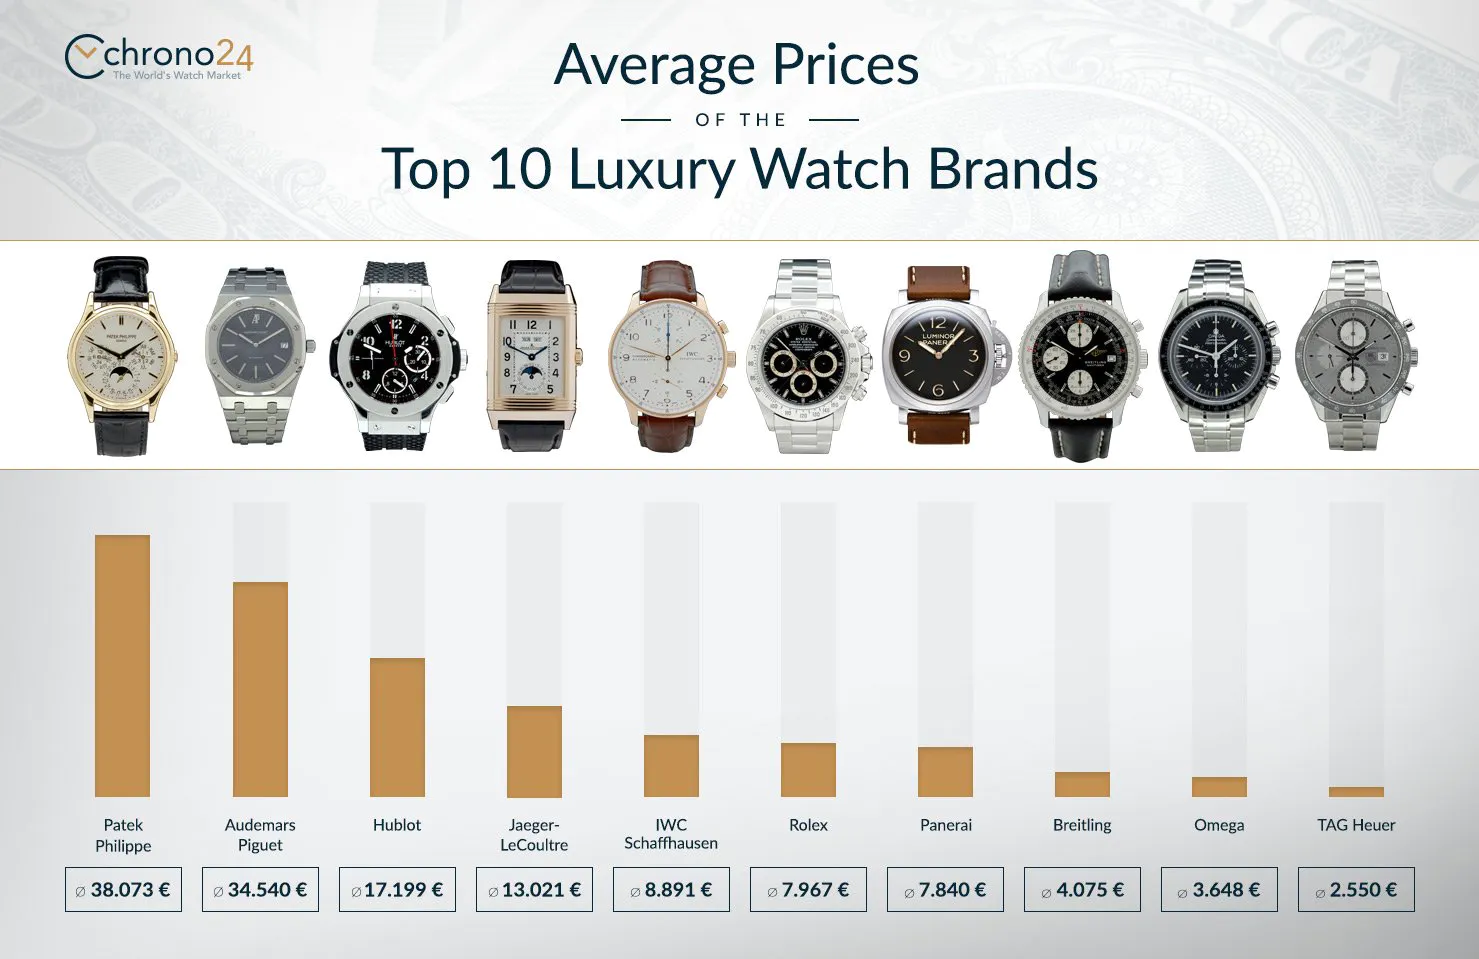 chrono24
The World's Watch Market
Average Prices
OF THE
Top 10 Luxury Watch Brands
Patek
Philippe
Audemars
Piguet
Hublot
Jaeger-
LeCoultre
IWC
Schaffhausen
Rolex
Panerai
Breitling
Omega
TAG Heuer
⌀ 38.073 €
⌀ 34.540 €
⌀ 17.199 €
⌀ 13.021 €
⌀ 8.891 €
⌀ 7.967 €
⌀ 7.840 €
⌀ 4.075 €
⌀ 3.648 €
⌀ 2.550 €